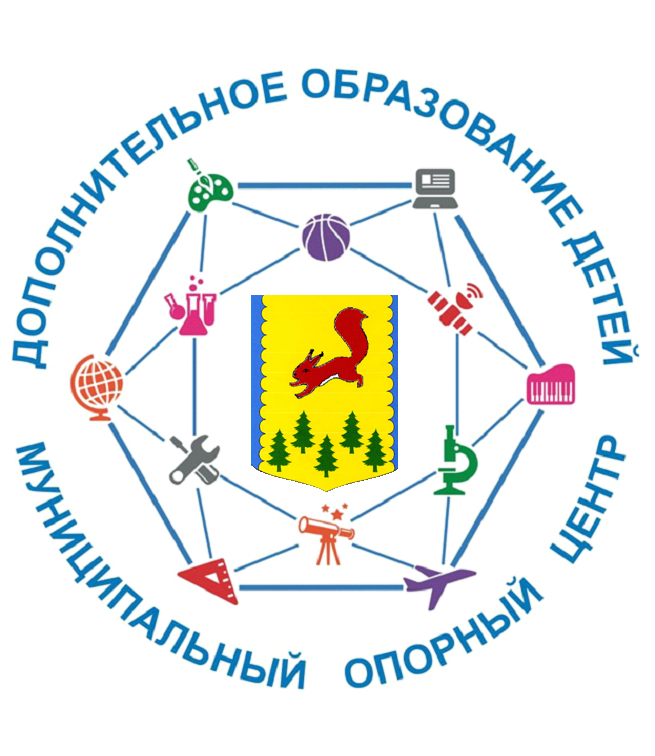 ДОПОЛНИТЕЛЬНОЕ ОБРАЗОВАНИЕ ДЕТЕЙ
МУНИЦИПАЛЬНЫЙ ОПОРНЫЙ ЦЕНТР